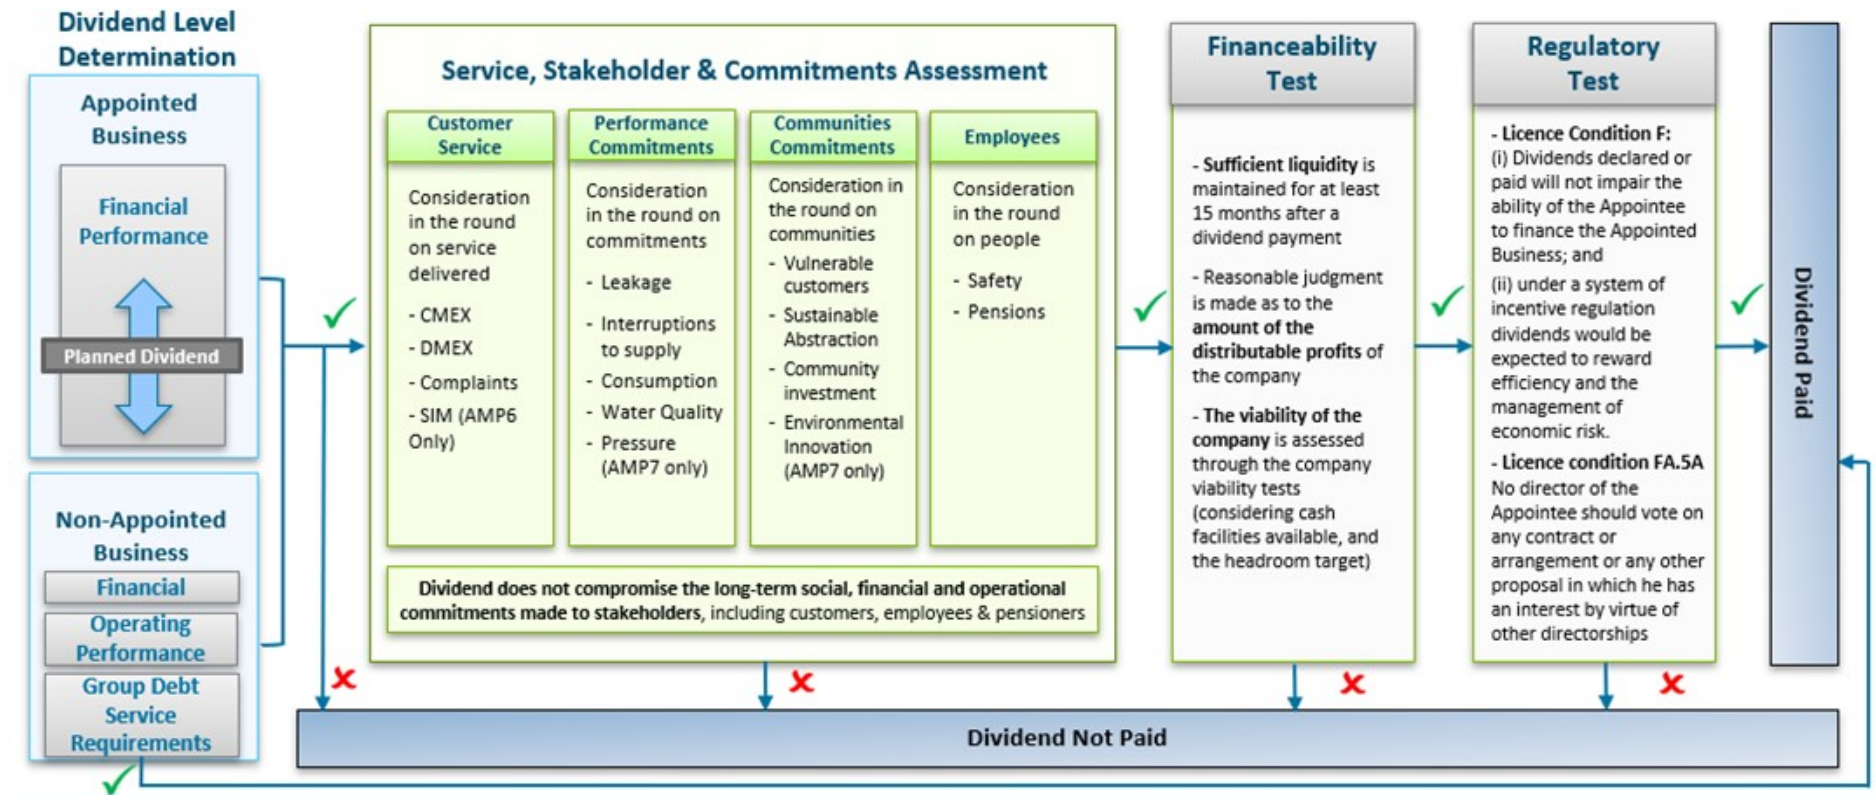 Dividend Level
Determination
Appointed
Business
Financial
Performance
Planned Dividend
Non-Appointed
Business
Financial
Operating
Performance
Group Debt
Service
Requirements
Service, Stakeholder & Commitments Assessment
Customer
Service
Consideration
in the round
on service
delivered
- CMEX
- DMEX
- Complaints
- SIM (AMP6
Only)
Performance
Commitments
Consideration
in the round on
commitments
- Leakage
- Interruptions
to supply
- Consumption
- Water Quality
- Pressure
(AMP7 only)
Communities
Commitments
Consideration in
the round on
communities
- Vulnerable
customers
- Sustainable
Abstraction
- Community
investment
- Environmental
Innovation
(AMP7 only)
Employees
Consideration
in the round
on people
- Safety
- Pensions
Dividend does not compromise the long-term social, financial and operational
commitments made to stakeholders, including customers, employees & pensioners
Financeability
Test
- Sufficient liquidity is
maintained for at least
15 months after a
dividend payment
- Reasonable judgment
is made as to the
amount of the
distributable profits of
the company
- The viability of the
company is assessed
through the company
viability tests
(considering cash
facilities available, and
the headroom target)
Regulatory
Test
- Licence Condition F:
(i) Dividends declared or
paid will not impair the
ability of the Appointee
to finance the Appointed
Business; and
(ii) under a system of
incentive regulation
dividends would be
expected to reward
efficiency and the
management of
economic risk.
- Licence condition FA.5A
No director of the
Appointee should vote on
any contract or
arrangement or any other
proposal in which he has
an interest by virtue of
other directorships
Dividend Paid
Dividend Not Paid